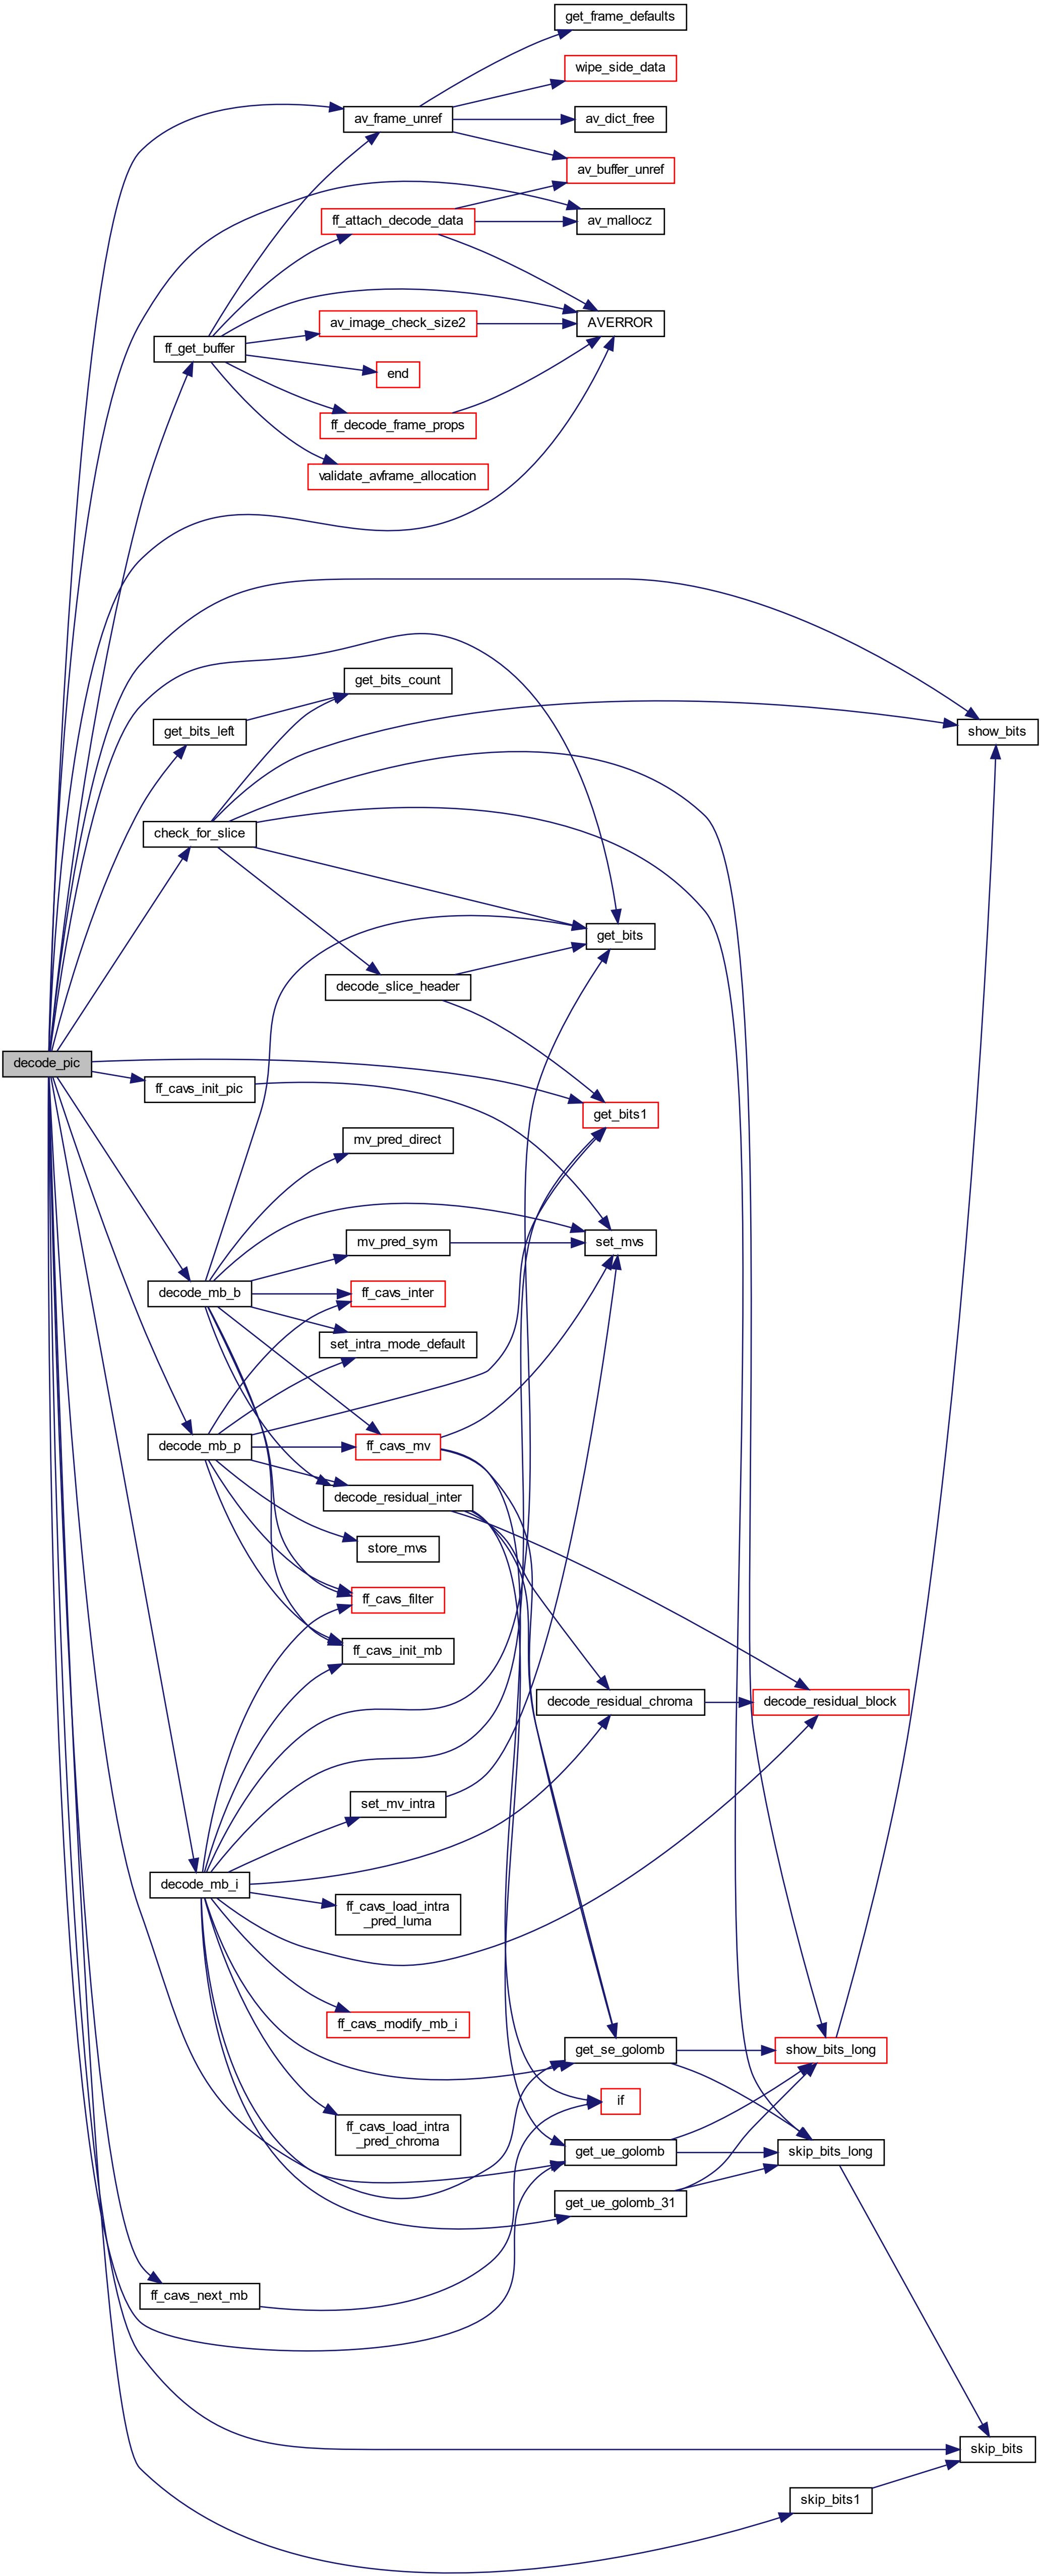 get_frame_defaults
wipe_side_data
av_frame_unref
av_dict_free
av_buffer_unref
ff_attach_decode_data
av_mallocz
av_image_check_size2
AVERROR
ff_get_buffer
end
ff_decode_frame_props
validate_avframe_allocation
get_bits_count
get_bits_left
show_bits
check_for_slice
get_bits
decode_slice_header
decode_pic
ff_cavs_init_pic
get_bits1
mv_pred_direct
mv_pred_sym
set_mvs
decode_mb_b
ff_cavs_inter
set_intra_mode_default
decode_mb_p
ff_cavs_mv
decode_residual_inter
store_mvs
ff_cavs_filter
ff_cavs_init_mb
decode_residual_chroma
decode_residual_block
set_mv_intra
decode_mb_i
ff_cavs_load_intra
_pred_luma
ff_cavs_modify_mb_i
get_se_golomb
show_bits_long
if
ff_cavs_load_intra
_pred_chroma
get_ue_golomb
skip_bits_long
get_ue_golomb_31
ff_cavs_next_mb
skip_bits
skip_bits1